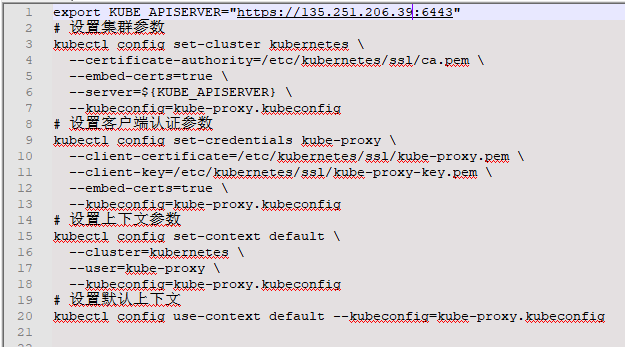 1 export KUBE_APISERVER="https://135.251.206.39:6443"
2 # 设置集群参数
3 kubectl config set-cluster kubernetes \
4   --certificate-authority=/etc/kubernetes/ssl/ca.pem \
5   --embed-certs=true \
6   --server=${KUBE_APISERVER} \
7   --kubeconfig=kube-proxy.kubeconfig
8 # 设置客户端认证参数
9 kubectl config set-credentials kube-proxy \
10   --client-certificate=/etc/kubernetes/ssl/kube-proxy.pem \
11   --client-key=/etc/kubernetes/ssl/kube-proxy-key.pem \
12   --embed-certs=true \
13   --kubeconfig=kube-proxy.kubeconfig
14 # 设置上下文参数
15 kubectl config set-context default \
16   --cluster=kubernetes \
17   --user=kube-proxy \
18   --kubeconfig=kube-proxy.kubeconfig
19 # 设置默认上下文
20 kubectl config use-context default --kubeconfig=kube-proxy.kubeconfig
21